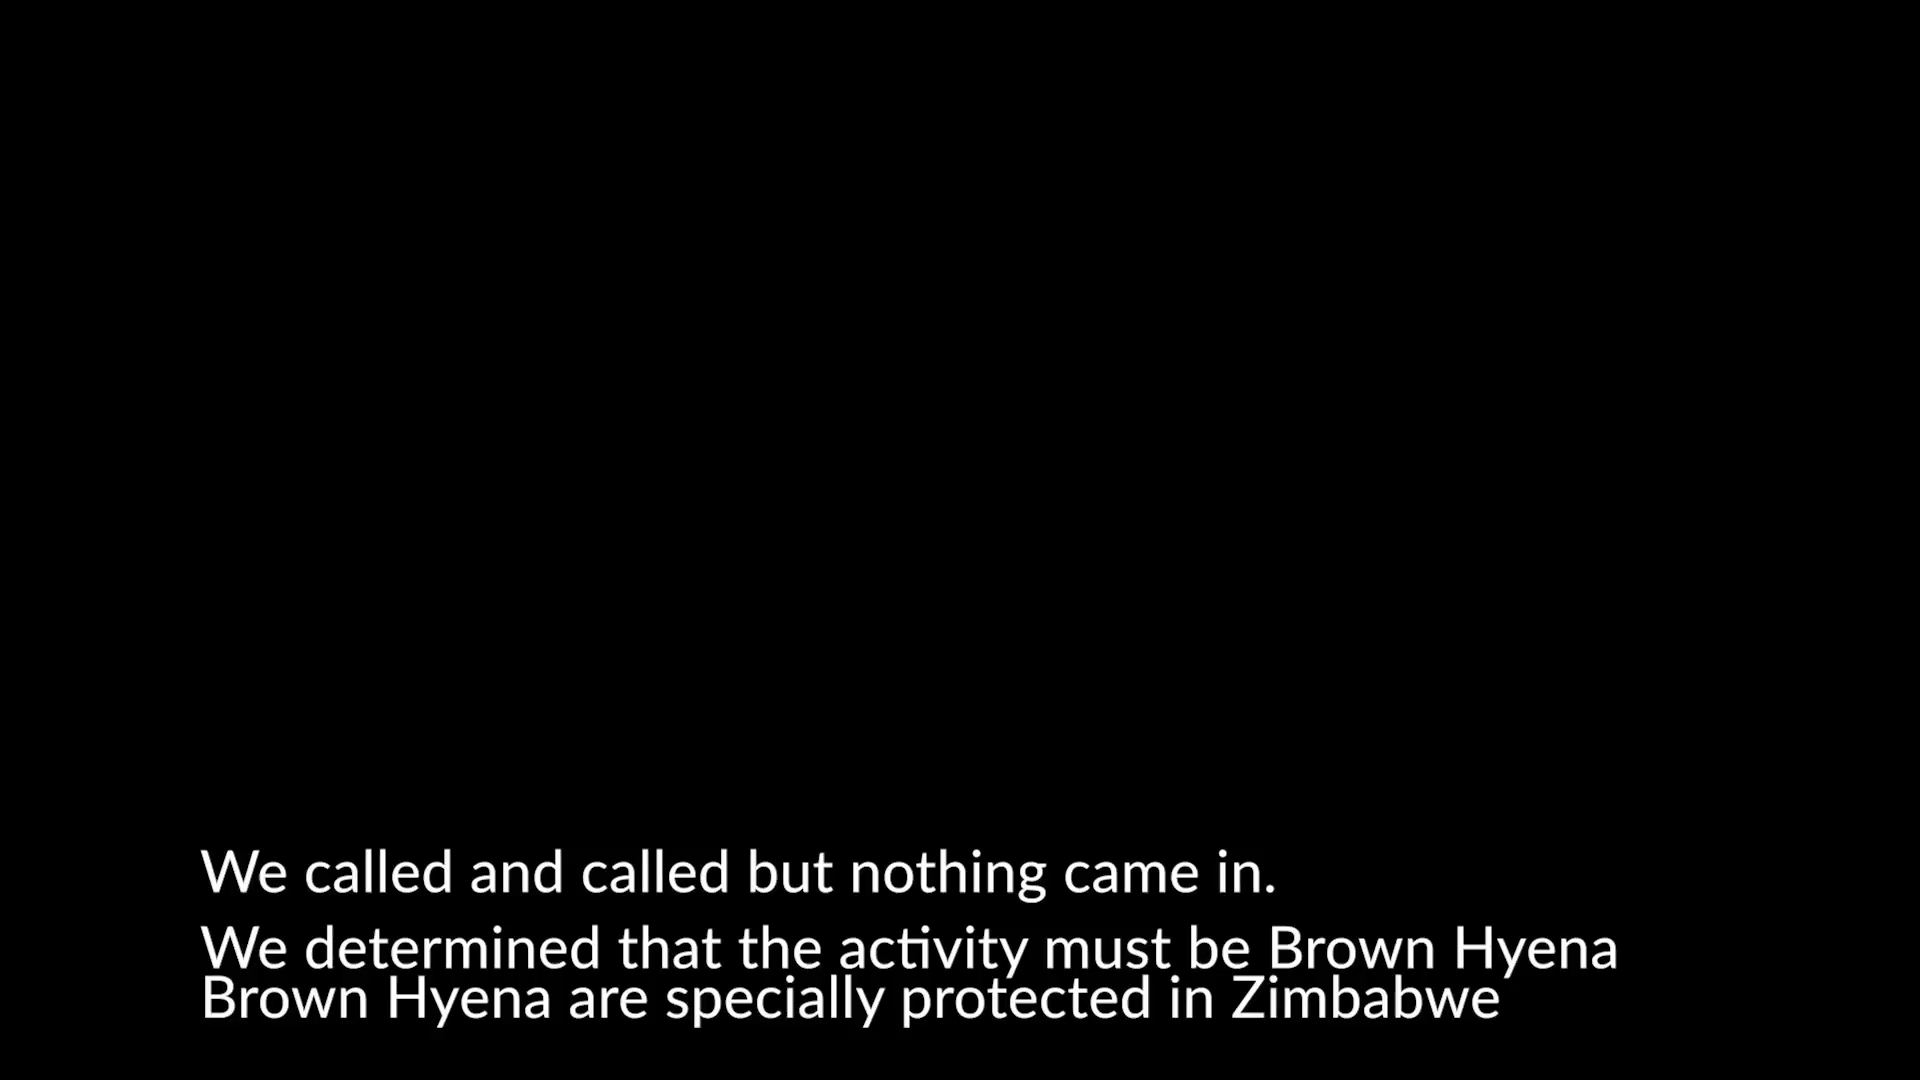 We called and called but nothing came in.
We determined that the activity must be Brown Hyena
Brown Hyena are specially protected in Zimbabwe